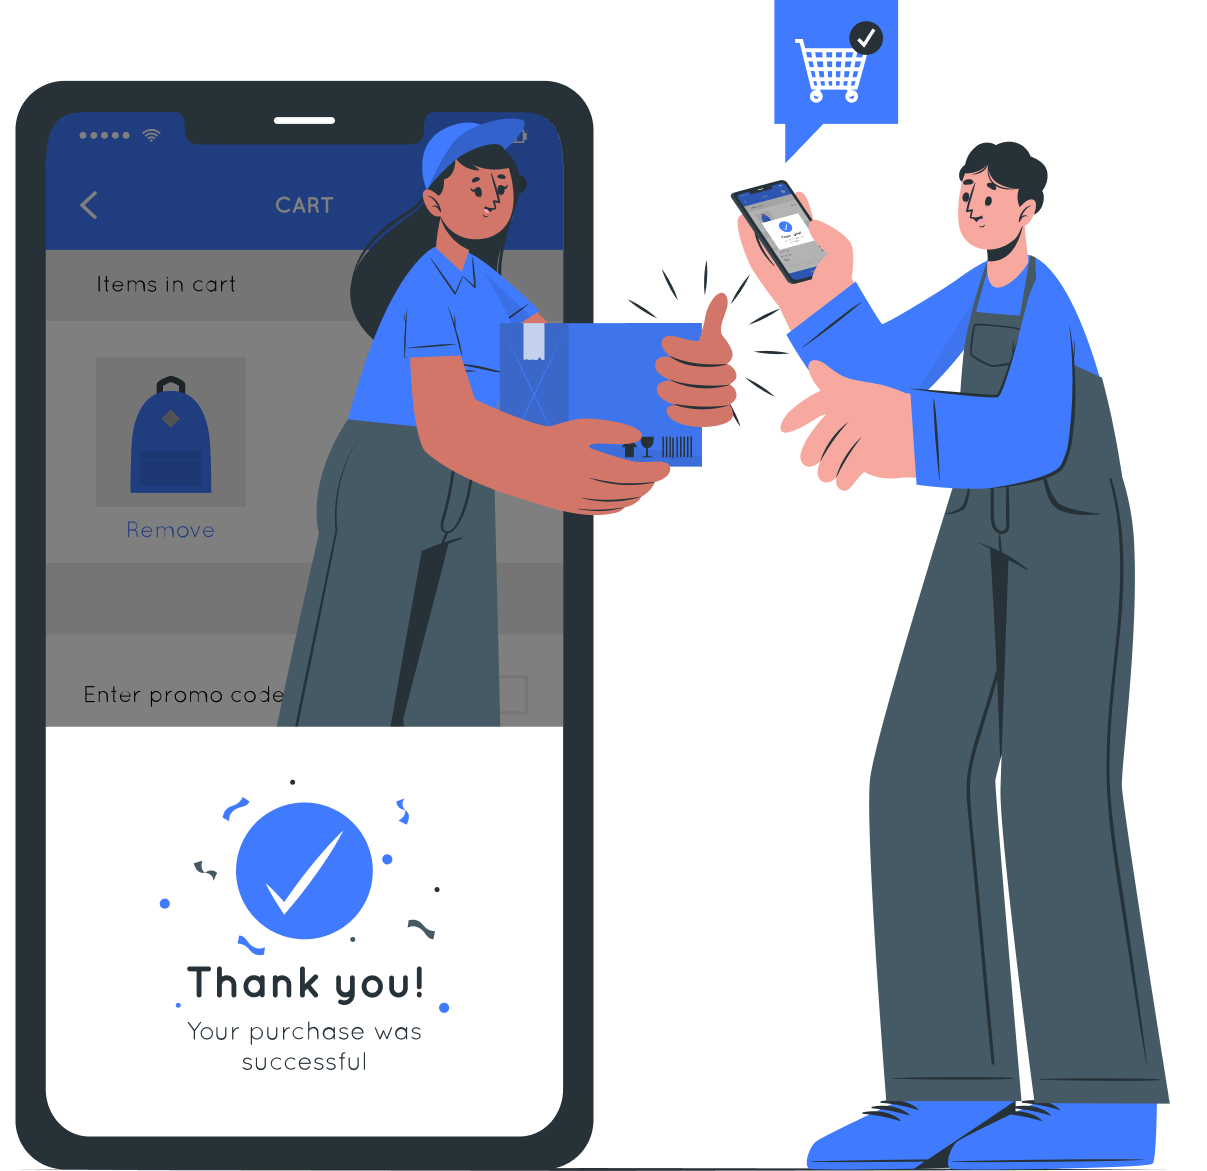 CART
Items in cart
Remove
Enter promo code
Thank you!
Your purchase was
successful